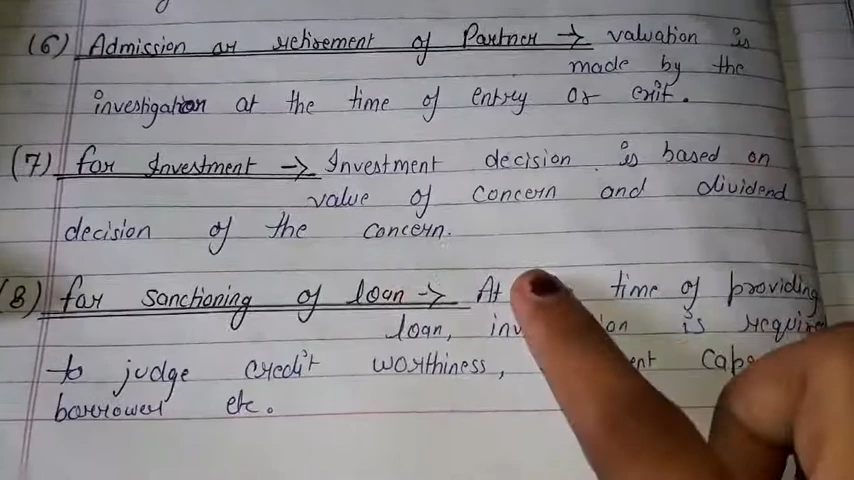 (6) Admission or retirement of Partner → valuation is
made by the
investigation at the time of entry or exit.
(7) for Investment → Investment decision is based on
value of concern and dividend
decision of the concern.
(8) for sanctioning of loan → At time of providing
loan, is
to judge credit worthiness,
borrower etc.